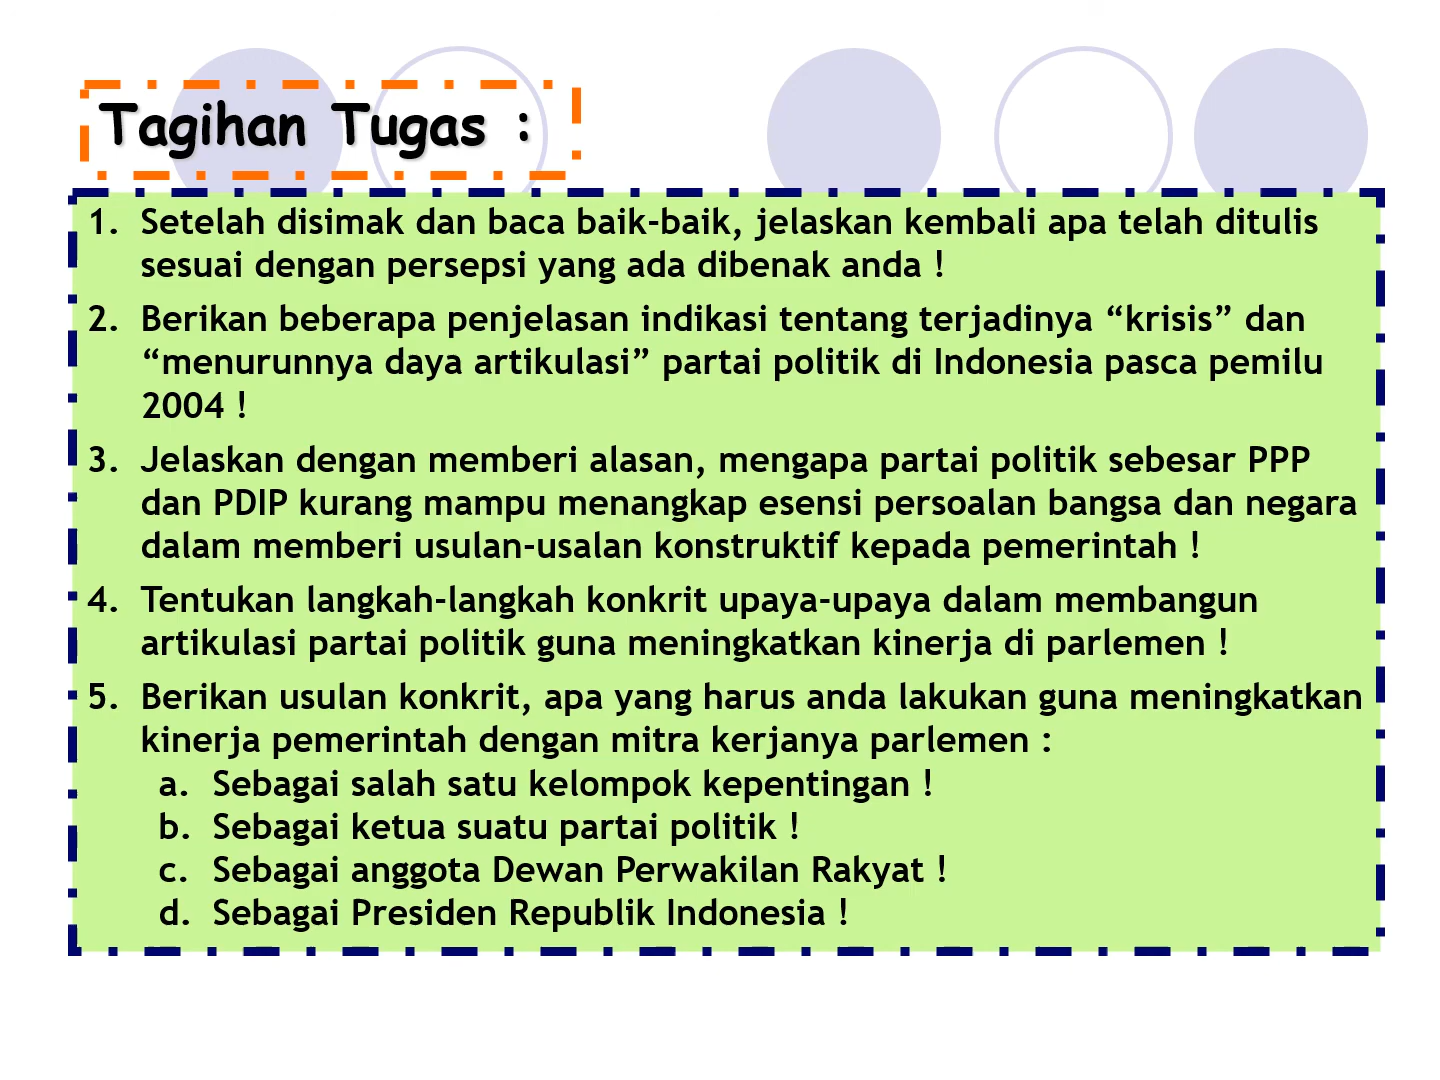 Tagihan Tugas :
1. Setelah disimak dan baca baik-baik, jelaskan kembali apa telah ditulis
sesuai dengan persepsi yang ada dibenak anda !
2. Berikan beberapa penjelasan indikasi tentang terjadinya “krisis” dan
“menurunnya daya artikulasi” partai politik di Indonesia pasca pemilu
2004 !
3. Jelaskan dengan memberi alasan, mengapa partai politik sebesar PPP
dan PDIP kurang mampu menangkap esensi persoalan bangsa dan negara
dalam memberi usulan-usalan konstruktif kepada pemerintah !
4. Tentukan langkah-langkah konkrit upaya-upaya dalam membangun
artikulasi partai politik guna meningkatkan kinerja di parlemen !
5. Berikan usulan konkrit, apa yang harus anda lakukan guna meningkatkan
kinerja pemerintah dengan mitra kerjanya parlemen :
a. Sebagai salah satu kelompok kepentingan !
b. Sebagai ketua suatu partai politik !
c. Sebagai anggota Dewan Perwakilan Rakyat !
d. Sebagai Presiden Republik Indonesia !